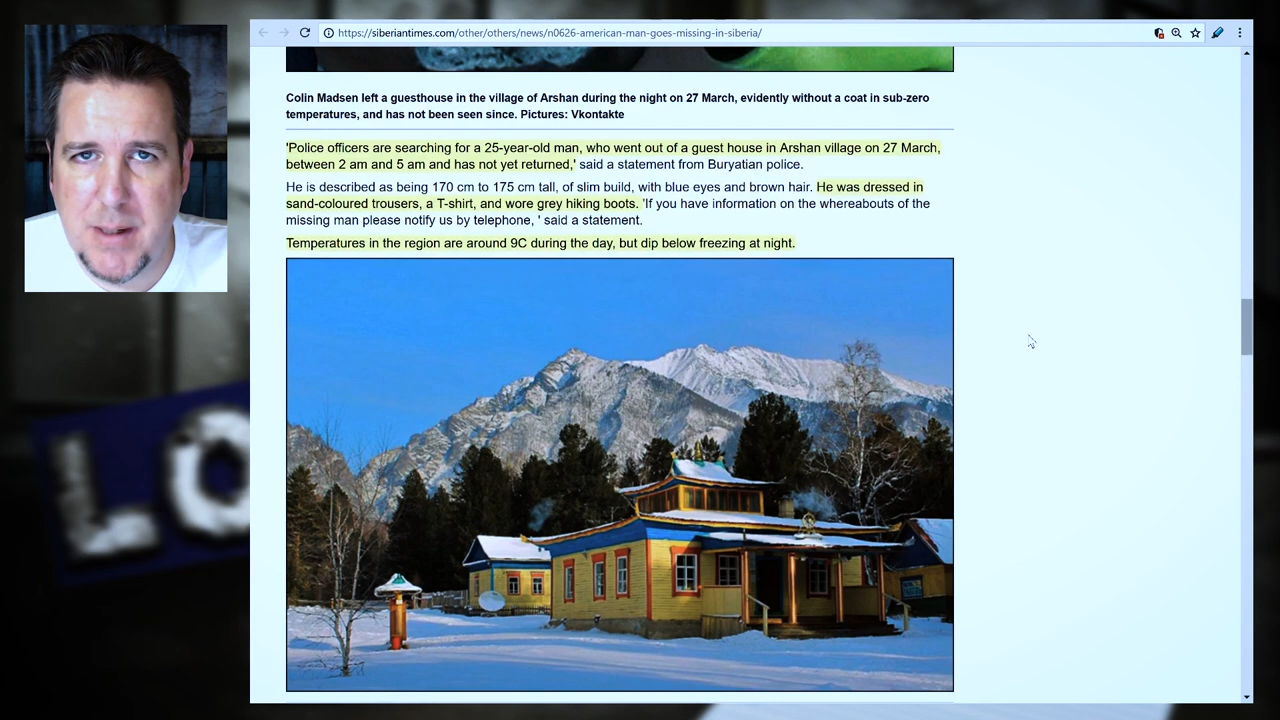 https://siberiantimes.com/other/others/news/n0626-american-man-goes-missing-in-siberia/
Colin Madsen left a guesthouse in the village of Arshan during the night on 27 March, evidently without a coat in sub-zero
temperatures, and has not been seen since. Pictures: Vkontakte
'Police officers are searching for a 25-year-old man, who went out of a guest house in Arshan village on 27 March,
between 2 am and 5 am and has not yet returned,' said a statement from Buryatian police.
He is described as being 170 cm to 175 cm tall, of slim build, with blue eyes and brown hair. He was dressed in
sand-coloured trousers, a T-shirt, and wore grey hiking boots. 'If you have information on the whereabouts of the
missing man please notify us by telephone, ' said a statement.
Temperatures in the region are around 9C during the day, but dip below freezing at night.
LO